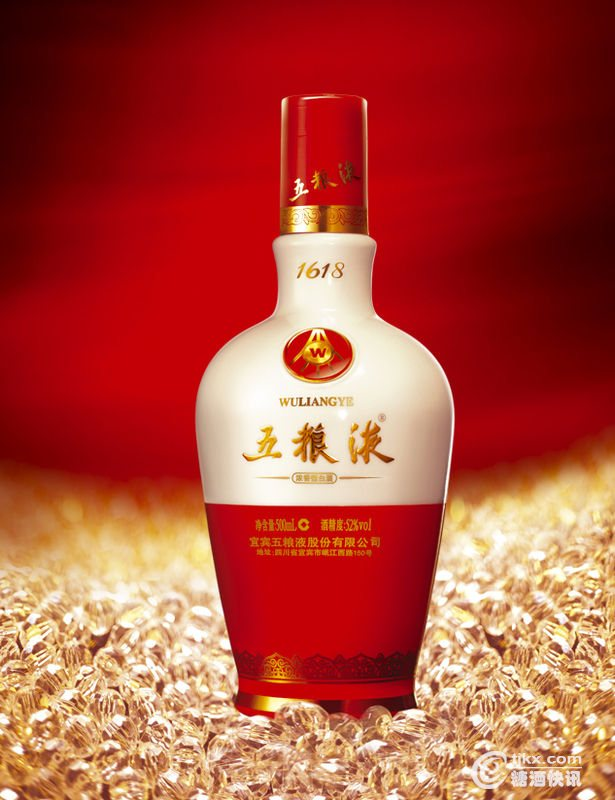 五粮液
1618
W
WULIANGYE
五粮液®
浓香型白酒
净含量:500mL C 酒精度:52%vol
宜宾五粮液股份有限公司
地址:四川省宜宾市岷江西路150号
tjkx.com
糖酒快讯